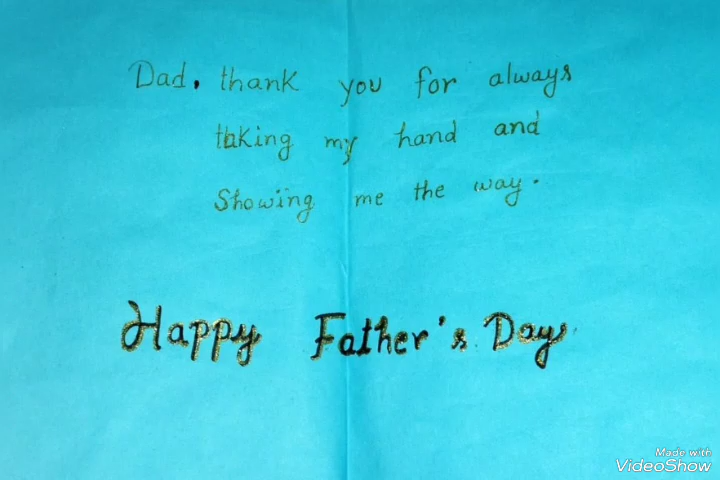 Dad, thank you for always
taking my hand and
Showing me the way.
Happy Father's Day
Made with
VideoShow